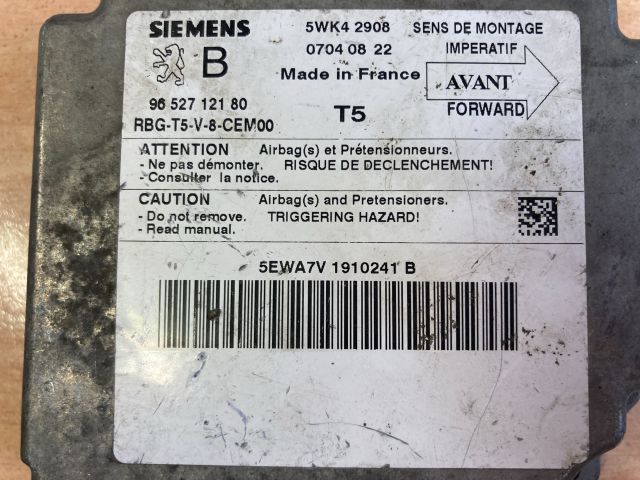 SIEMENS
5WK4 2908
SENS DE MONTAGE
0704 08 22
IMPERATIF
B
Made in France
AVANT
96 527 121 80
T5
FORWARD
RBG-T5-V-8-CEM00
ATTENTION Airbag(s) et Prétensionneurs.
- Ne pas démonter. RISQUE DE DECLENCHEMENT!
- Consulter la notice.
CAUTION Airbag(s) and Pretensioners.
- Do not remove. TRIGGERING HAZARD!
- Read manual.
5EWA7V 1910241 B